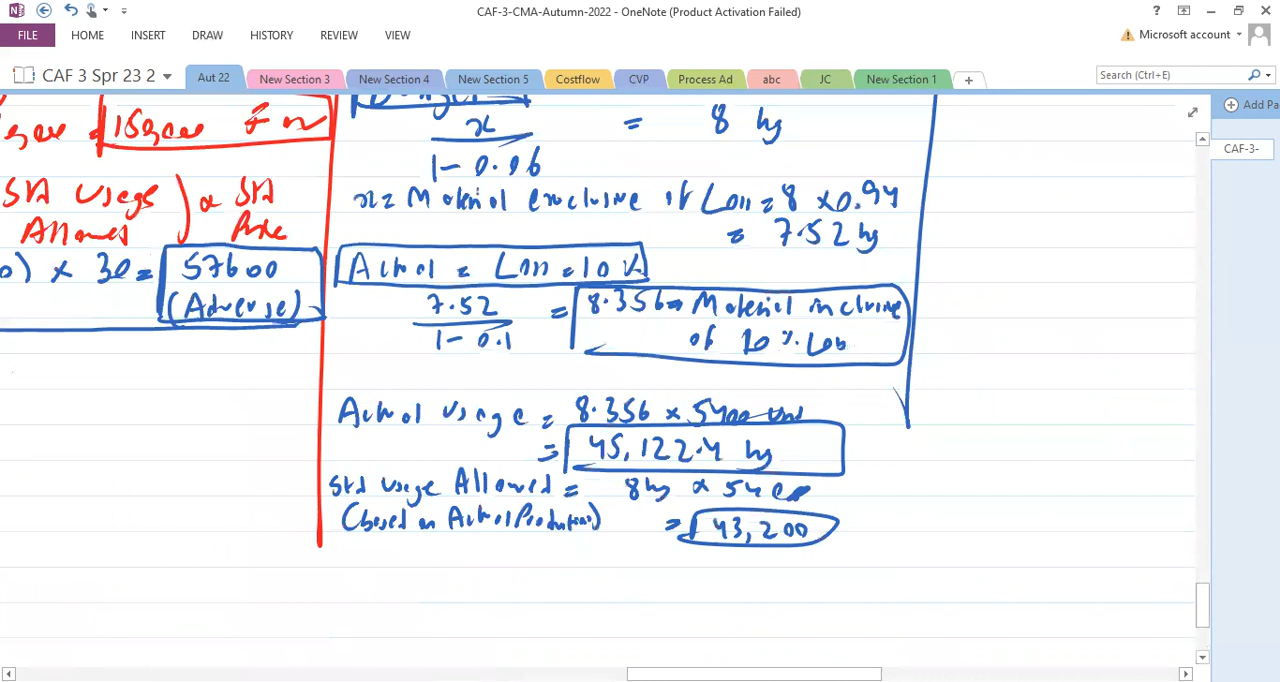 CAF-3-CMA-Autumn-2022 - OneNote (Product Activation Failed)
FILE HOME INSERT DRAW HISTORY REVIEW VIEW
Microsoft account
CAF 3 Spr 23 2
Aut 22 New Section 3 New Section 4 New Section 5 Costflow CVP Process Ad abc JC New Section 1
Search (Ctrl+E)
Add Pa
CAF-3-
Std Usage
Allowed
) × Std
Rate
0) × 30 = 57600
(Adverse)
x = 8 kg
1 - 0.06
x = Material exclusive of Loss = 8 × 0.94
= 7.52 kg
Actual = Loss = 10%
7.52 = 8.356 = Material inclusive
1 - 0.1 of 10% Loss
Actual Usage = 8.356 × 5400 unit
= 45,122.4 kg
Std Usage Allowed = 8 kg × 5400
(based on Actual Production) = 43,200